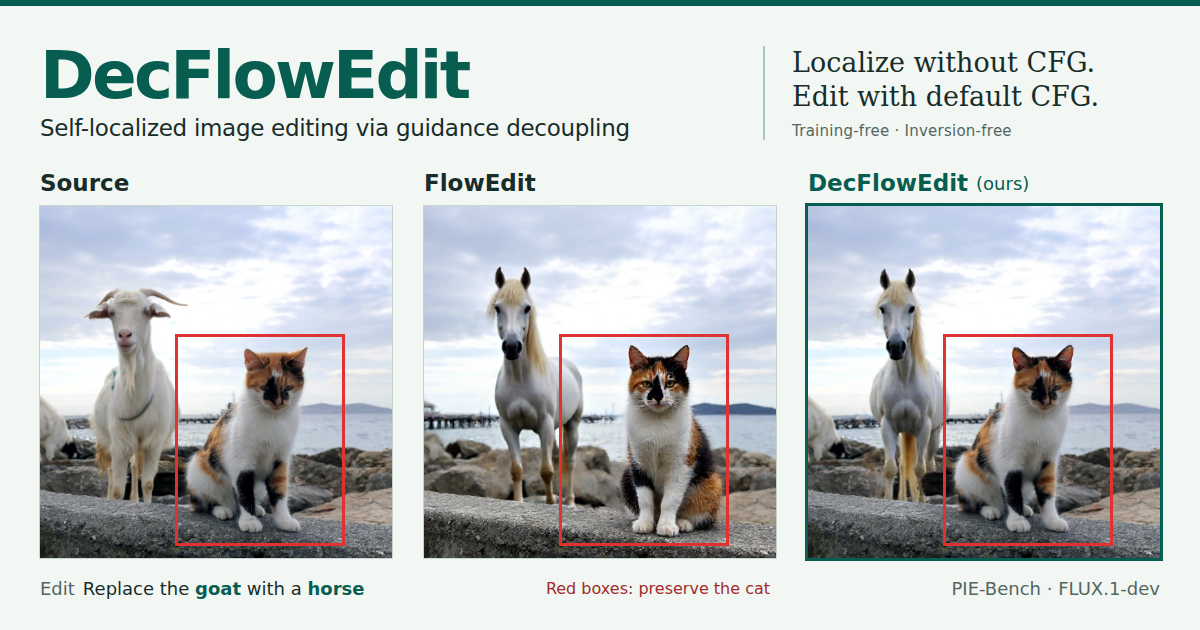 DecFlowEdit
Self-localized image editing via guidance decoupling
Localize without CFG.
Edit with default CFG.
Training-free · Inversion-free
Source
FlowEdit
DecFlowEdit (ours)
Edit Replace the goat with a horse
Red boxes: preserve the cat
PIE-Bench · FLUX.1-dev